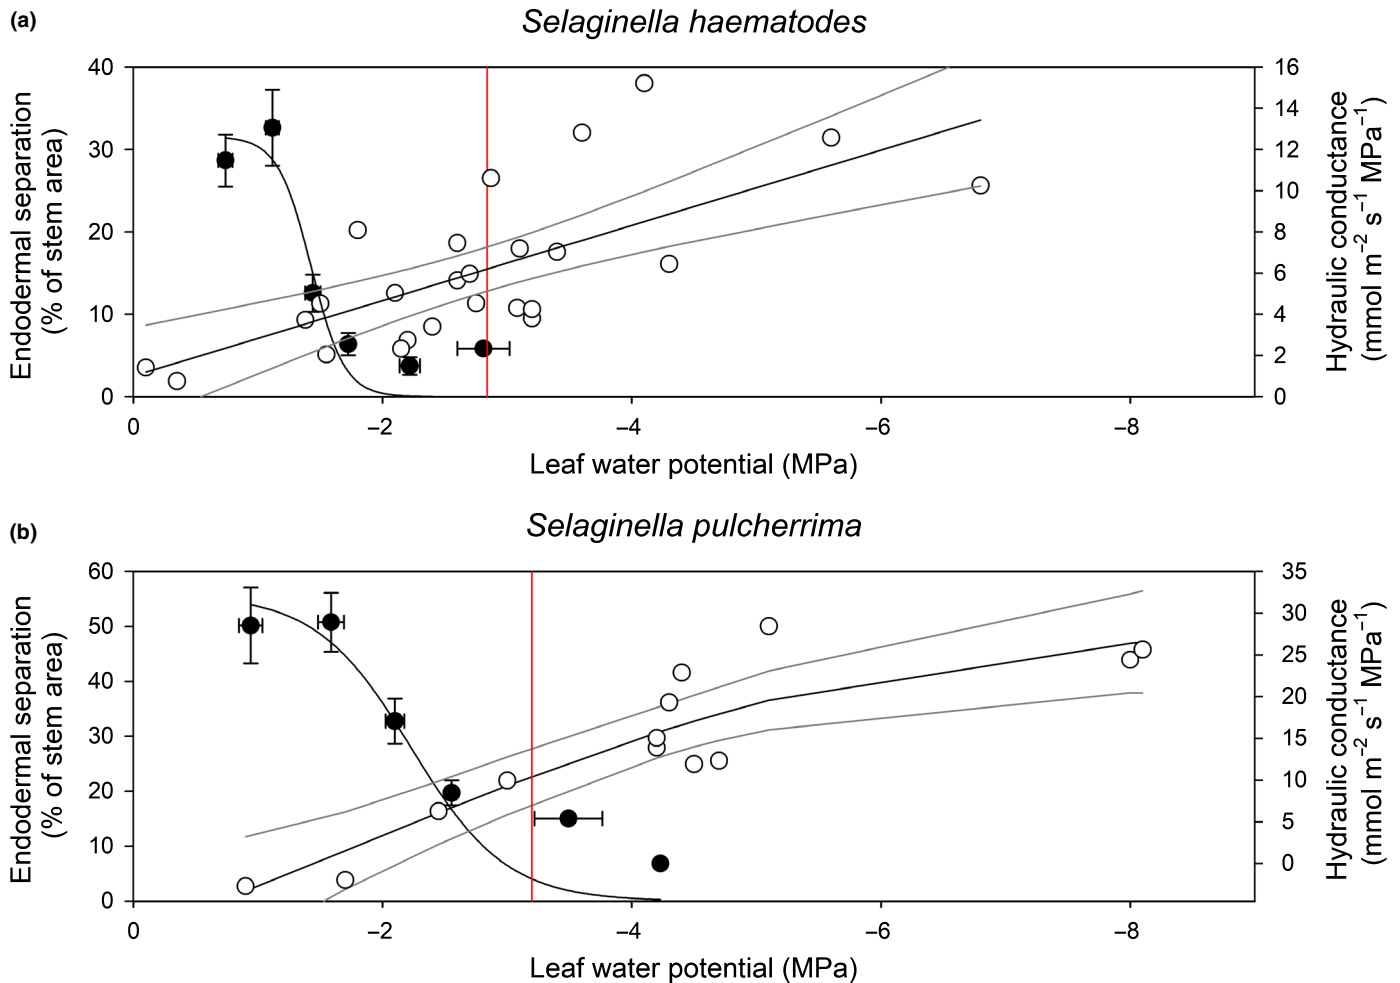 (a)
Selaginella haematodes
40
30
20
10
0
Endodermal separation
(% of stem area)
16
14
12
10
8
6
4
2
0
Hydraulic conductance
(mmol m⁻² s⁻¹ MPa⁻¹)
0 −2 −4 −6 −8
Leaf water potential (MPa)
(b)
Selaginella pulcherrima
60
50
40
30
20
10
0
Endodermal separation
(% of stem area)
35
30
25
20
15
10
5
0
Hydraulic conductance
(mmol m⁻² s⁻¹ MPa⁻¹)
0 −2 −4 −6 −8
Leaf water potential (MPa)